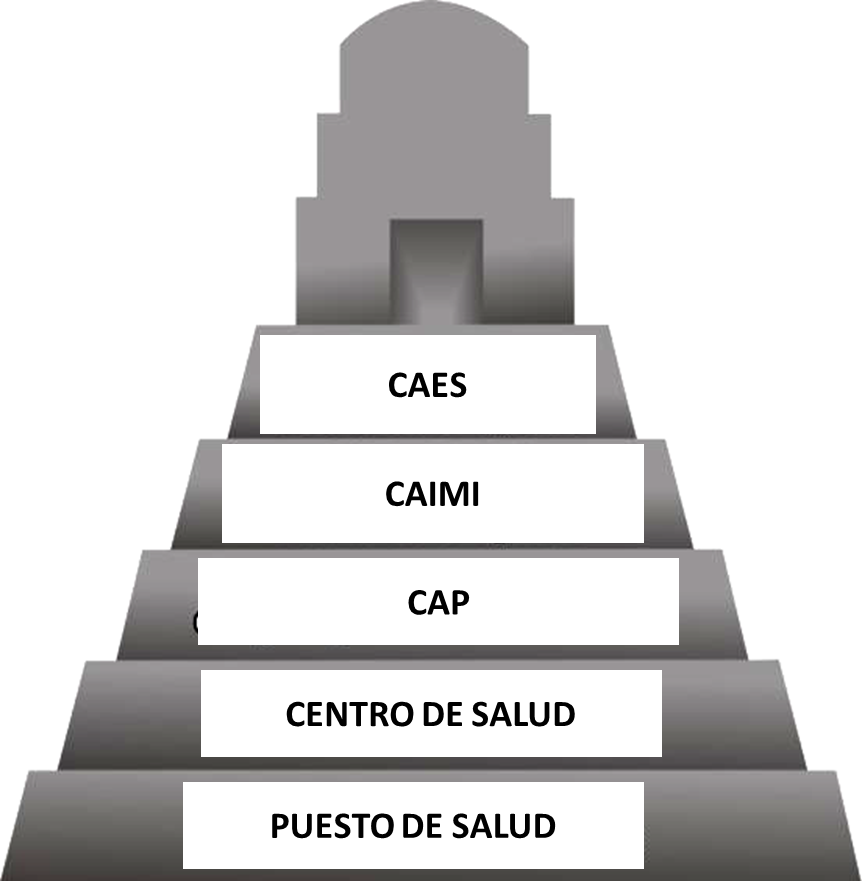 CAES
CAIMI
CAP
CENTRO DE SALUD
PUESTO DE SALUD